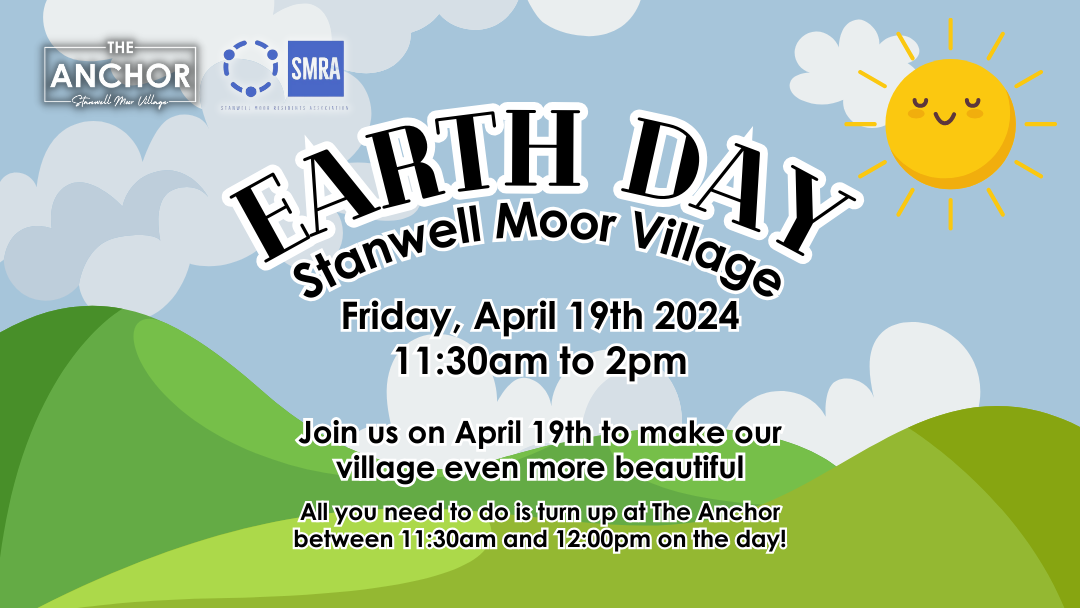 THE
ANCHOR
Stanwell Moor Village
SMRA
STANWELL MOOR RESIDENTS ASSOCIATION
EARTH DAY
Stanwell Moor Village
Friday, April 19th 2024
11:30am to 2pm
Join us on April 19th to make our
village even more beautiful
All you need to do is turn up at The Anchor
between 11:30am and 12:00pm on the day!